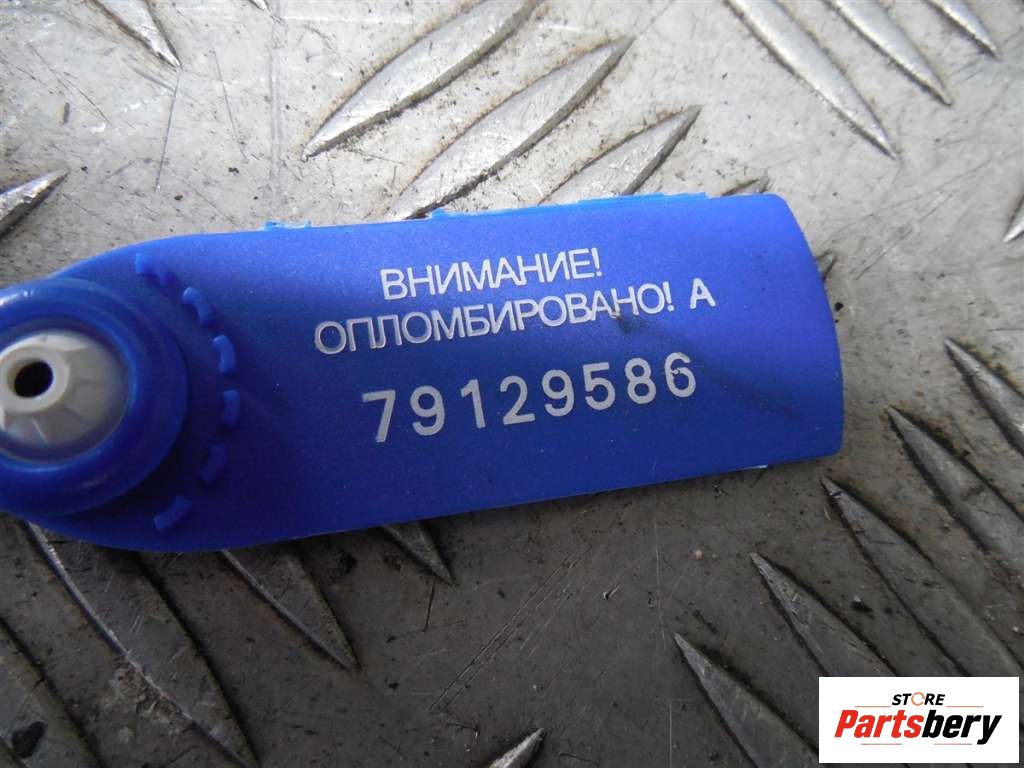 ВНИМАНИЕ!
ОПЛОМБИРОВАНО! А
79129586
STORE
Partsbery